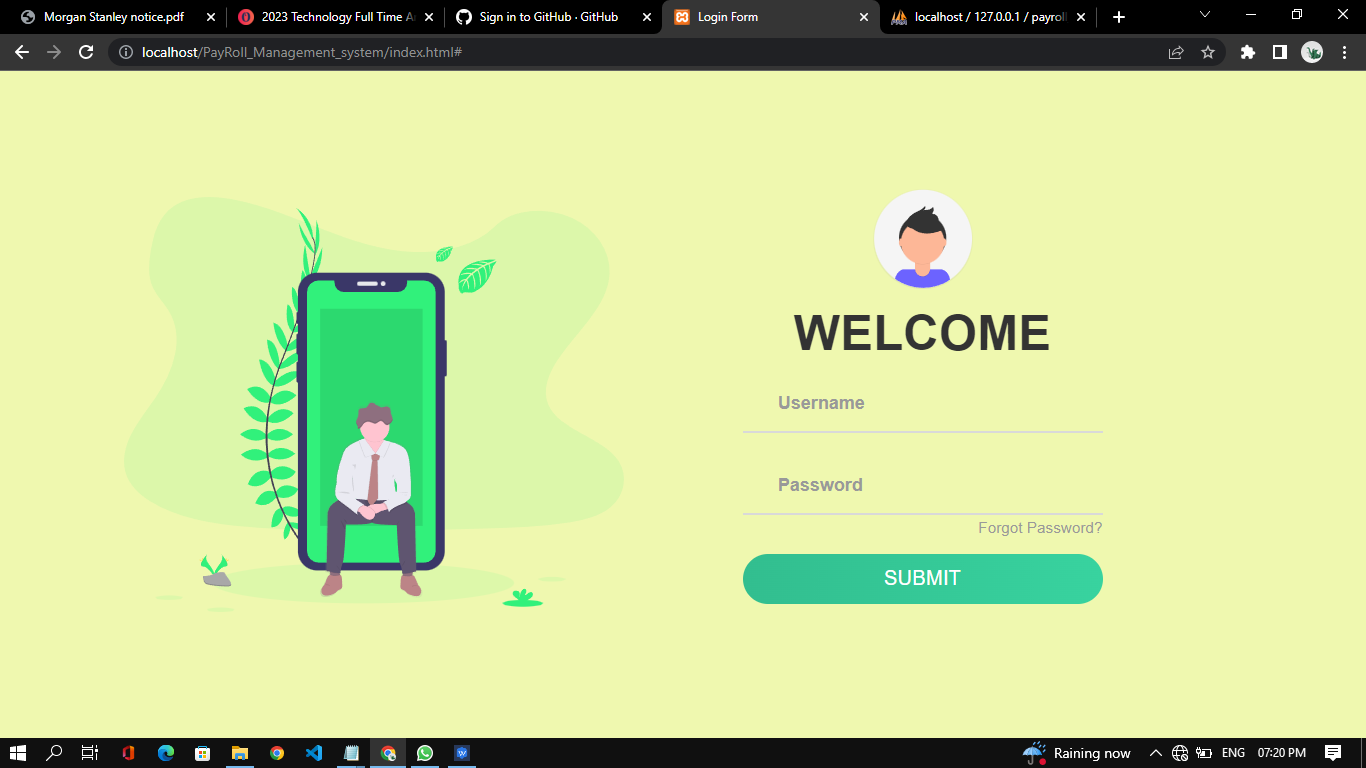 Morgan Stanley notice.pdf
2023 Technology Full Time A
Sign in to GitHub · GitHub
Login Form
localhost / 127.0.0.1 / payroll
localhost/PayRoll_Management_system/index.html#
WELCOME
Username
Password
Forgot Password?
SUBMIT
Raining now
ENG
07:20 PM